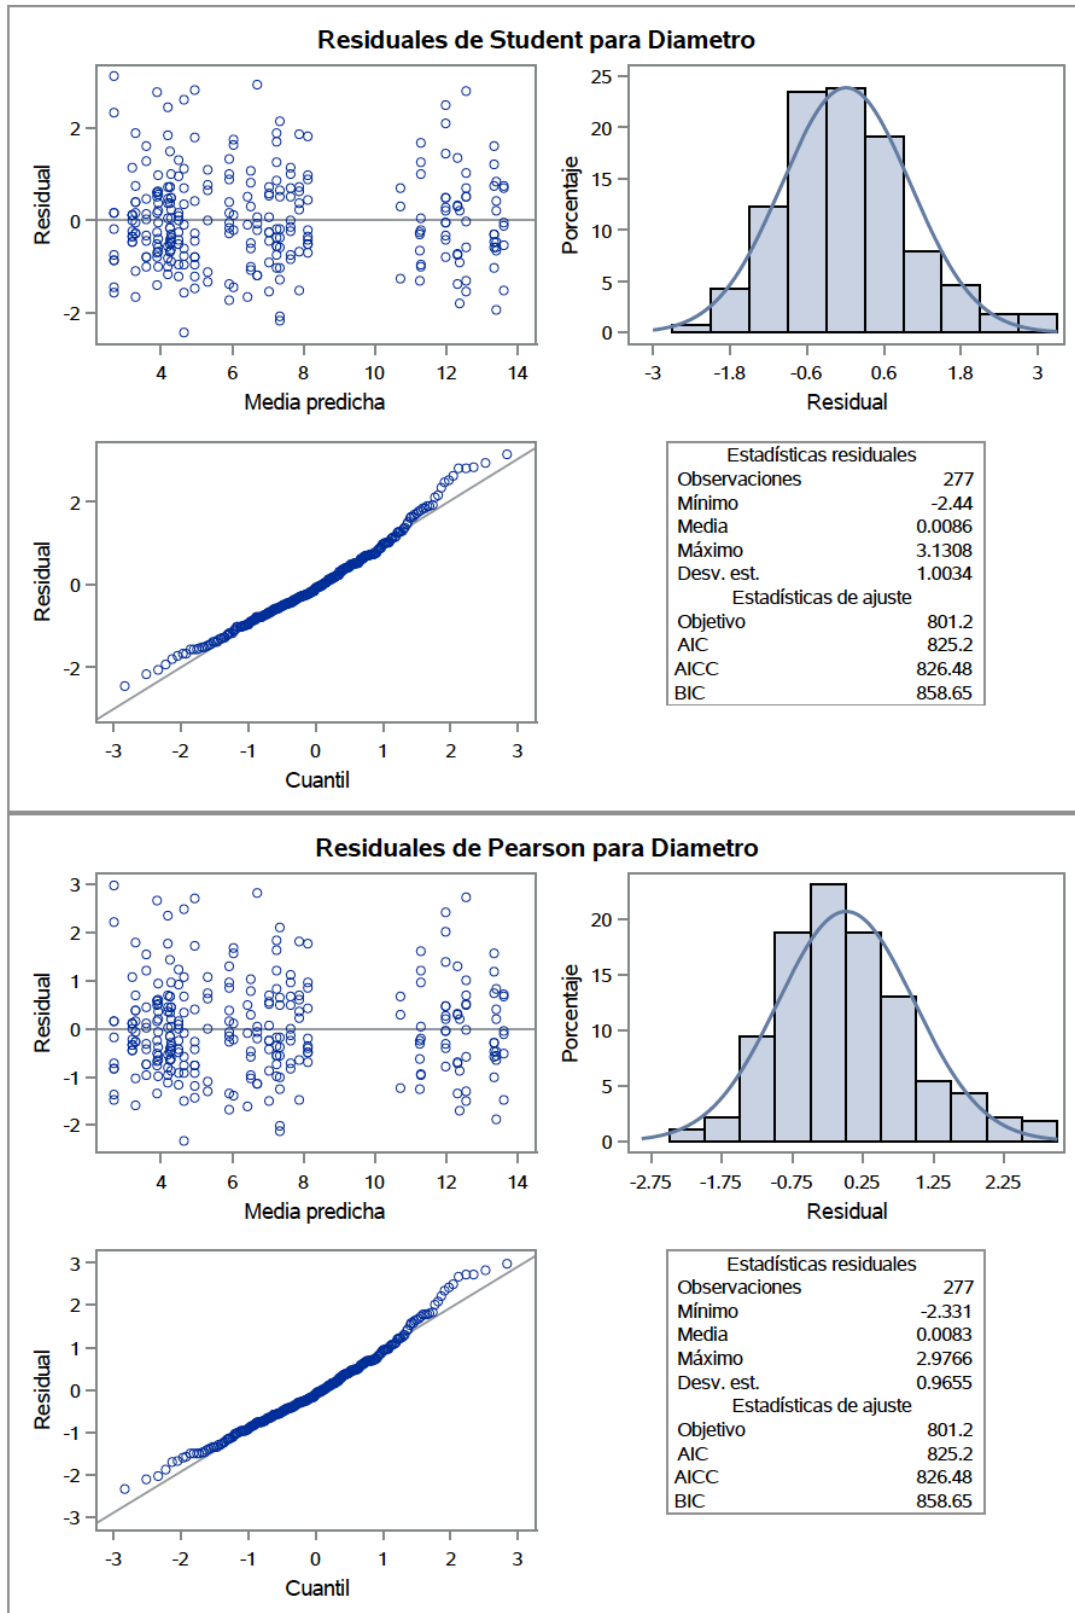 Residuales de Student para Diametro
Residual
2
0
-2
4 6 8 10 12 14
Media predicha
Porcentaje
25
20
15
10
5
0
-3 -1.8 -0.6 0.6 1.8 3
Residual
Residual
2
0
-2
-3 -2 -1 0 1 2 3
Cuantil
Estadísticas residuales
Observaciones 277
Mínimo -2.44
Media 0.0086
Máximo 3.1308
Desv. est. 1.0034
Estadísticas de ajuste
Objetivo 801.2
AIC 825.2
AICC 826.48
BIC 858.65
Residuales de Pearson para Diametro
Residual
3
2
1
0
-1
-2
4 6 8 10 12 14
Media predicha
Porcentaje
20
15
10
5
0
-2.75 -1.75 -0.75 0.25 1.25 2.25
Residual
Residual
3
2
1
0
-1
-2
-3
-3 -2 -1 0 1 2 3
Cuantil
Estadísticas residuales
Observaciones 277
Mínimo -2.331
Media 0.0083
Máximo 2.9766
Desv. est. 0.9655
Estadísticas de ajuste
Objetivo 801.2
AIC 825.2
AICC 826.48
BIC 858.65